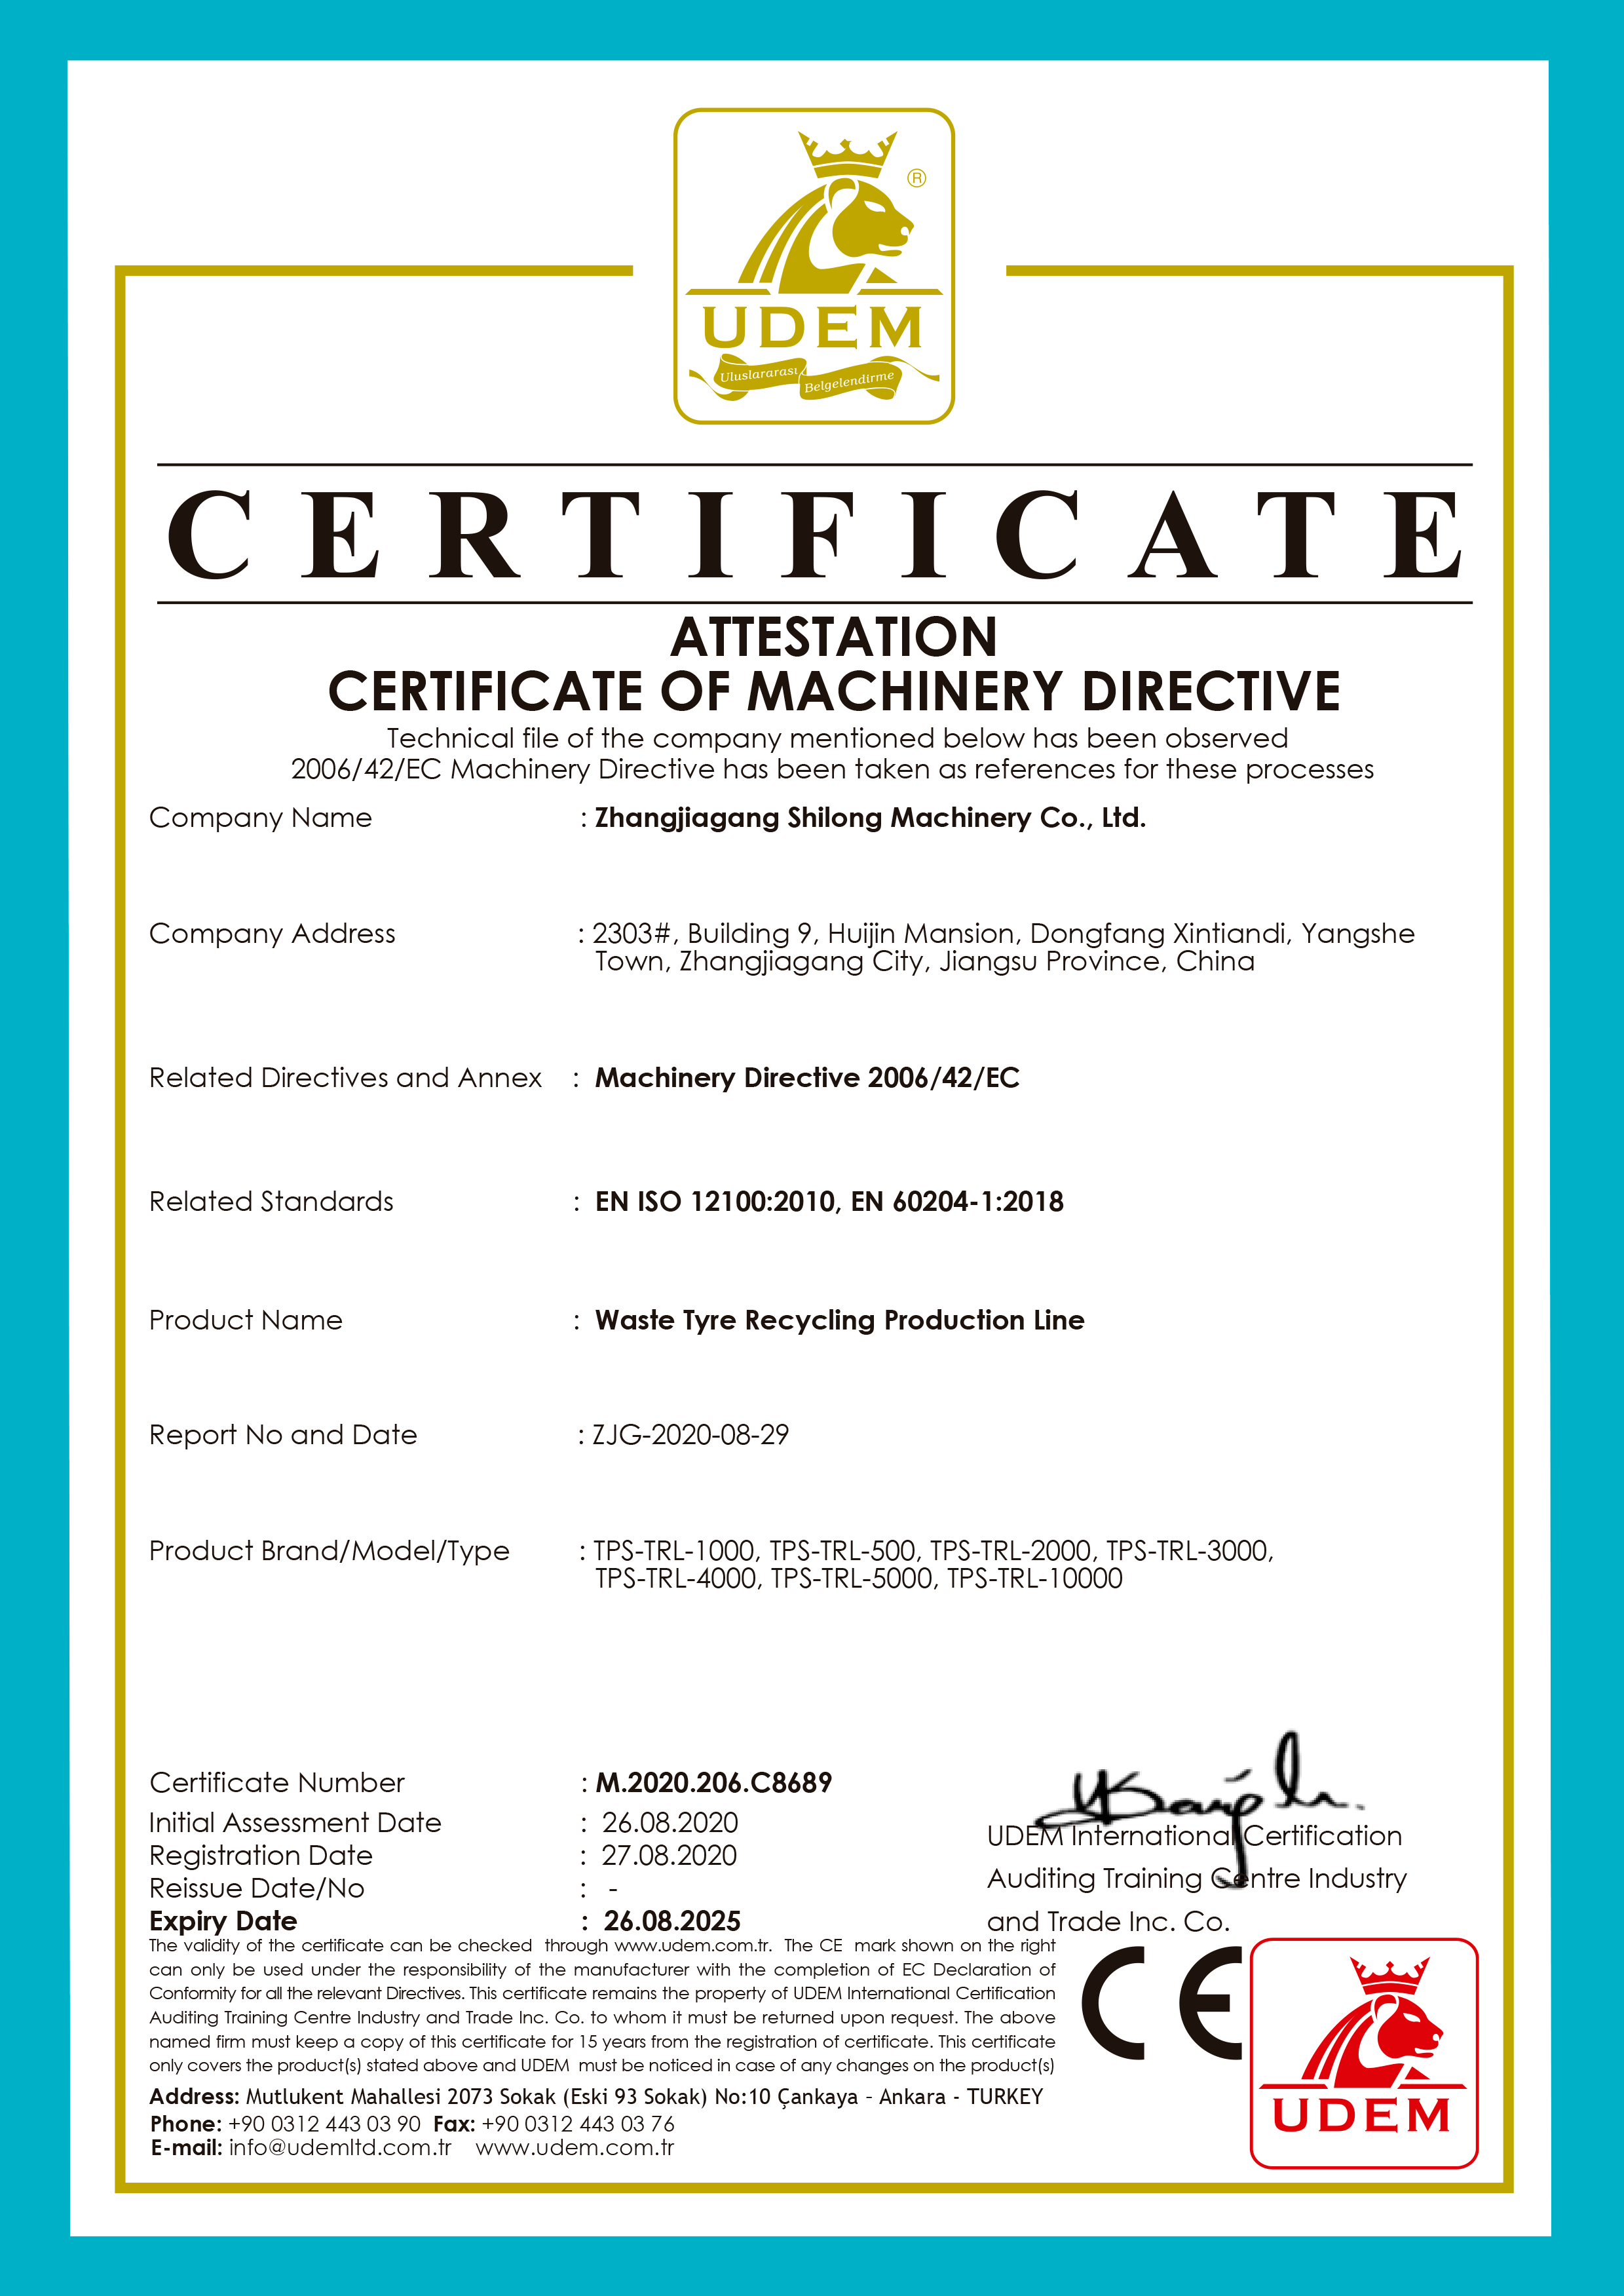 ®
UDEM
Uluslararası Belgelendirme
CERTIFICATE
ATTESTATION
CERTIFICATE OF MACHINERY DIRECTIVE
Technical file of the company mentioned below has been observed
2006/42/EC Machinery Directive has been taken as references for these processes
Company Name : Zhangjiagang Shilong Machinery Co., Ltd.
Company Address : 2303#, Building 9, Huijin Mansion, Dongfang Xintiandi, Yangshe
Town, Zhangjiagang City, Jiangsu Province, China
Related Directives and Annex : Machinery Directive 2006/42/EC
Related Standards : EN ISO 12100:2010, EN 60204-1:2018
Product Name : Waste Tyre Recycling Production Line
Report No and Date : ZJG-2020-08-29
Product Brand/Model/Type : TPS-TRL-1000, TPS-TRL-500, TPS-TRL-2000, TPS-TRL-3000,
TPS-TRL-4000, TPS-TRL-5000, TPS-TRL-10000
Certificate Number : M.2020.206.C8689
Initial Assessment Date : 26.08.2020
Registration Date : 27.08.2020
Reissue Date/No : -
Expiry Date : 26.08.2025
UDEM International Certification
Auditing Training Centre Industry
and Trade Inc. Co.
The validity of the certificate can be checked through www.udem.com.tr. The CE mark shown on the right
can only be used under the responsibility of the manufacturer with the completion of EC Declaration of
Conformity for all the relevant Directives. This certificate remains the property of UDEM International Certification
Auditing Training Centre Industry and Trade Inc. Co. to whom it must be returned upon request. The above
named firm must keep a copy of this certificate for 15 years from the registration of certificate. This certificate
only covers the product(s) stated above and UDEM must be noticed in case of any changes on the product(s)
Address: Mutlukent Mahallesi 2073 Sokak (Eski 93 Sokak) No:10 Çankaya – Ankara - TURKEY
Phone: +90 0312 443 03 90 Fax: +90 0312 443 03 76
E-mail: info@udemltd.com.tr www.udem.com.tr
CE
UDEM